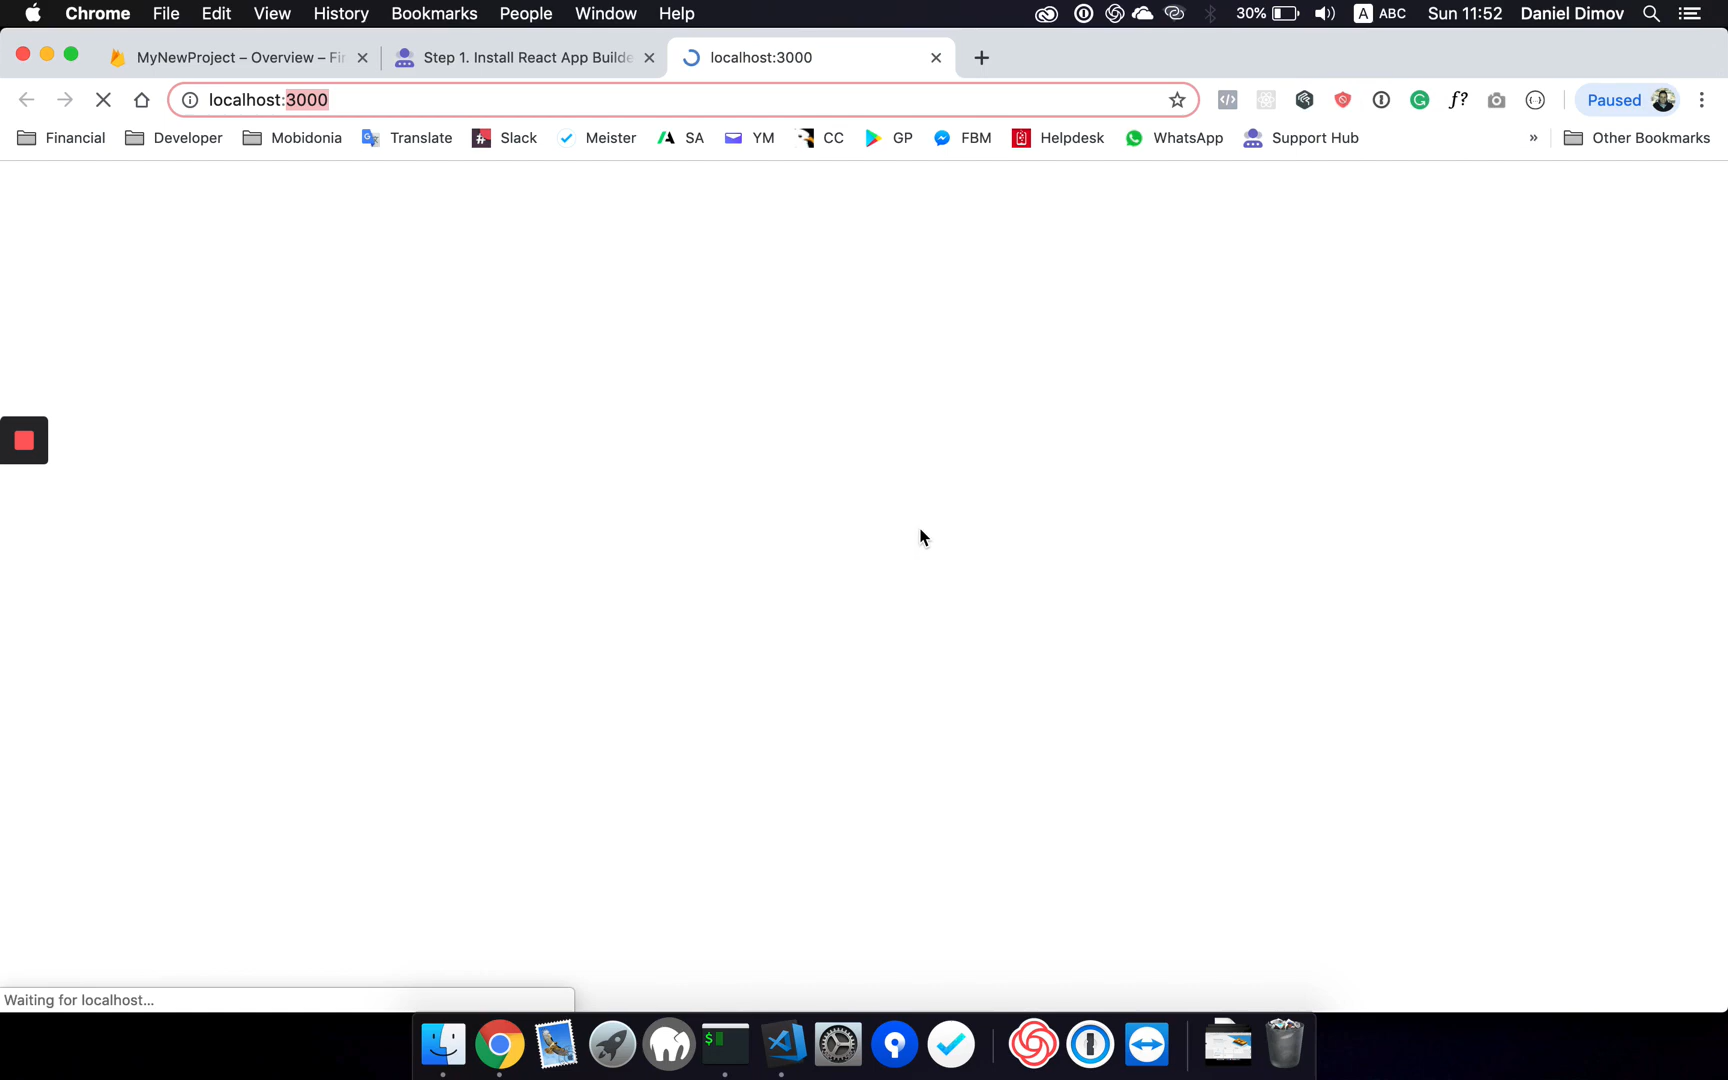 Chrome File Edit View History Bookmarks People Window Help 30% A ABC Sun 11:52 Daniel Dimov
MyNewProject – Overview – Fir Step 1. Install React App Builde localhost:3000
localhost:3000 f? Paused
Financial Developer Mobidonia Translate Slack Meister SA YM CC GP FBM Helpdesk WhatsApp Support Hub » Other Bookmarks
Waiting for localhost...
$